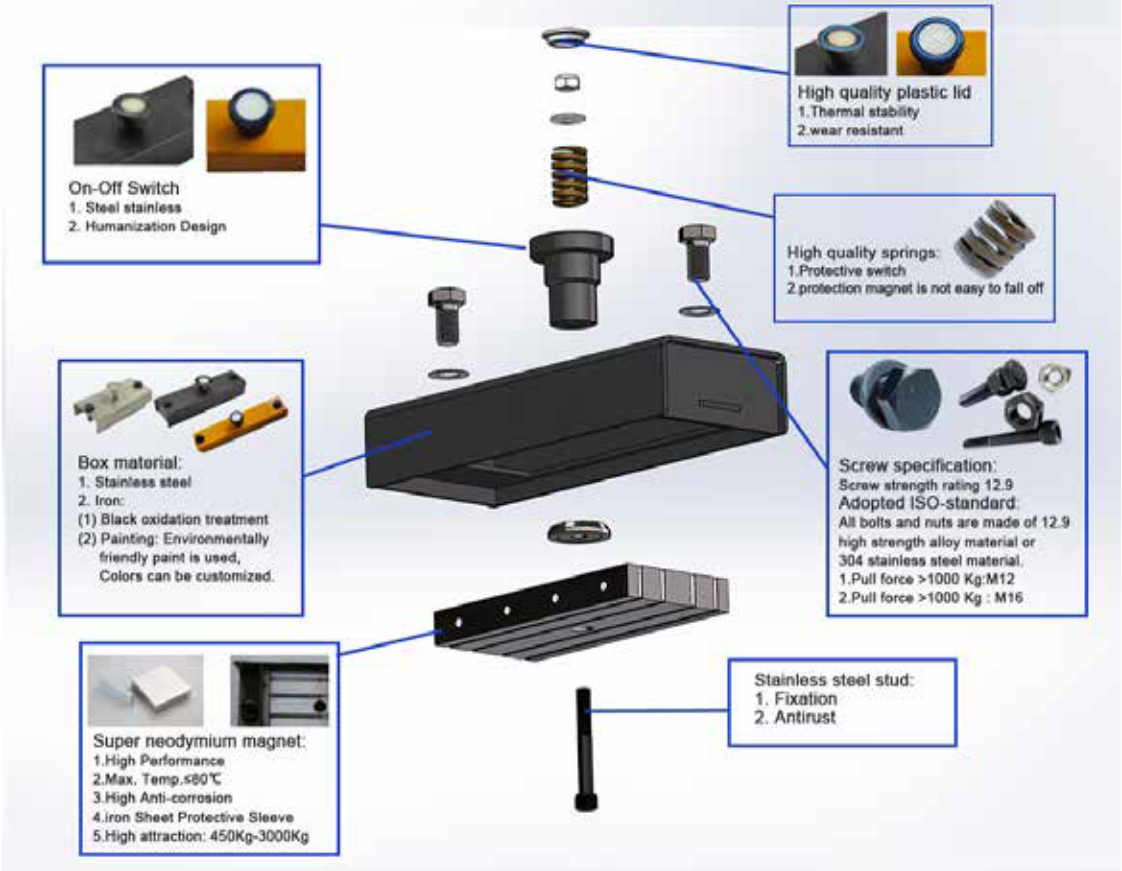 High quality plastic lid
1.Thermal stability
2.wear resistant
On-Off Switch
1. Steel stainless
2. Humanization Design
High quality springs:
1.Protective switch
2.protection magnet is not easy to fall off
Box material:
1. Stainless steel
2. Iron:
(1) Black oxidation treatment
(2) Painting: Environmentally
friendly paint is used,
Colors can be customized.
Screw specification:
Screw strength rating 12.9
Adopted ISO-standard:
All bolts and nuts are made of 12.9
high strength alloy material or
304 stainless steel material.
1.Pull force >1000 Kg:M12
2.Pull force >1000 Kg : M16
Super neodymium magnet:
1.High Performance
2.Max. Temp.≤80℃
3.High Anti-corrosion
4.iron Sheet Protective Sleeve
5.High attraction: 450Kg-3000Kg
Stainless steel stud:
1. Fixation
2. Antirust